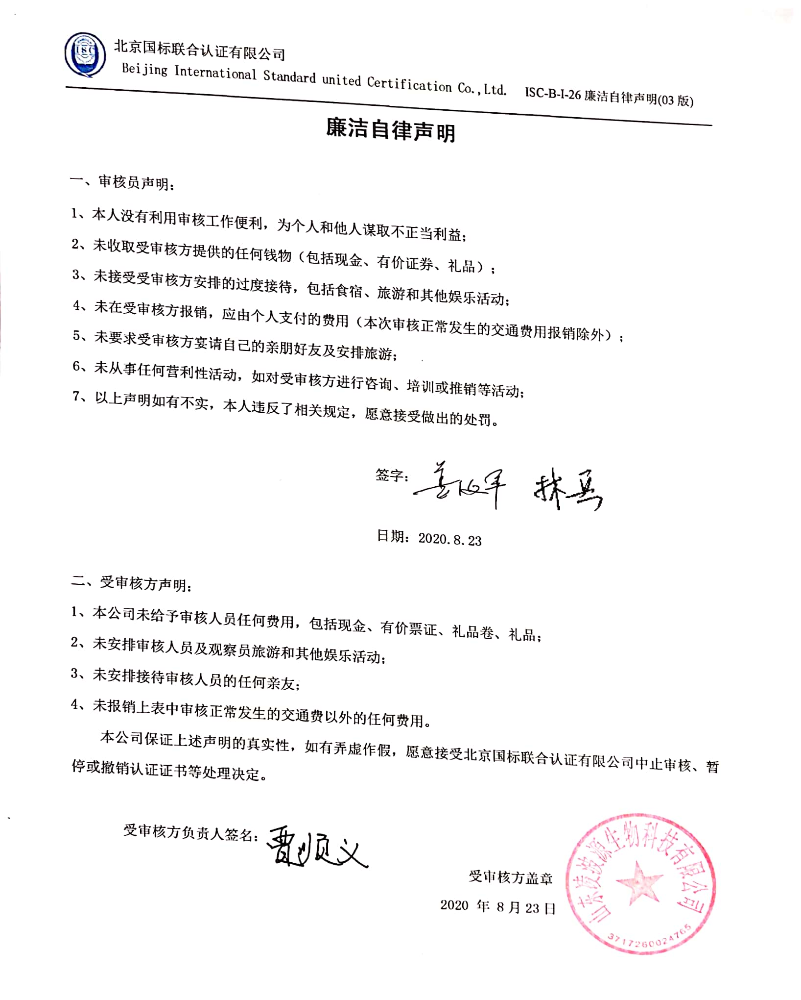 ISC
北京国标联合认证有限公司
Beijing International Standard united Certification Co.,Ltd. ISC-B-I-26 廉洁自律声明(03 版)
廉洁自律声明
一、审核员声明：
1、本人没有利用审核工作便利，为个人和他人谋取不正当利益；
2、未收取受审核方提供的任何钱物（包括现金、有价证券、礼品）；
3、未接受受审核方安排的过度接待，包括食宿、旅游和其他娱乐活动；
4、未在受审核方报销，应由个人支付的费用（本次审核正常发生的交通费用报销除外）；
5、未要求受审核方宴请自己的亲朋好友及安排旅游；
6、未从事任何营利性活动，如对受审核方进行咨询、培训或推销等活动；
7、以上声明如有不实，本人违反了相关规定，愿意接受做出的处罚。
签字：
日期：2020.8.23
二、受审核方声明：
1、本公司未给予审核人员任何费用，包括现金、有价票证、礼品卷、礼品；
2、未安排审核人员及观察员旅游和其他娱乐活动；
3、未安排接待审核人员的任何亲友；
4、未报销上表中审核正常发生的交通费以外的任何费用。
本公司保证上述声明的真实性，如有弄虚作假，愿意接受北京国标联合认证有限公司中止审核、暂
停或撤销认证证书等处理决定。
受审核方负责人签名：贾顺义
受审核方盖章
2020 年 8 月 23 日
山东 源生物科技有限公司
3717260024765